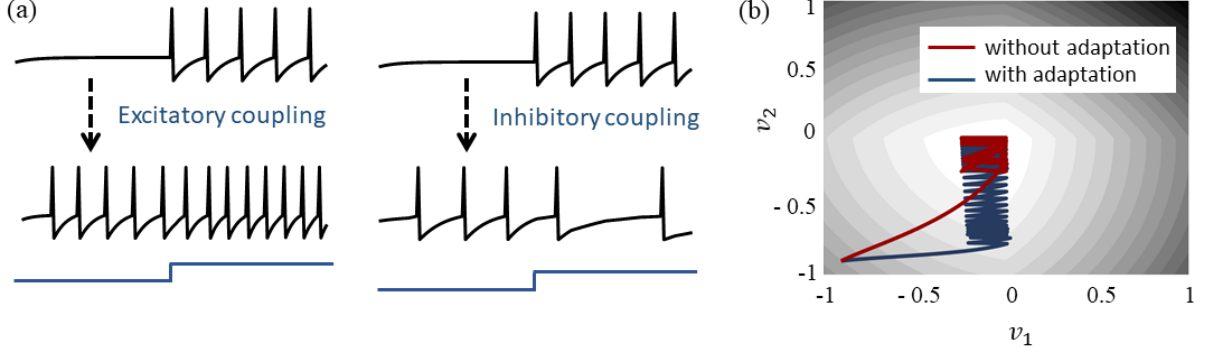 (a)
Excitatory coupling
Inhibitory coupling
(b)
without adaptation
with adaptation
v₂
1
0.5
0
- 0.5
-1
-1
- 0.5
0
0.5
1
v₁